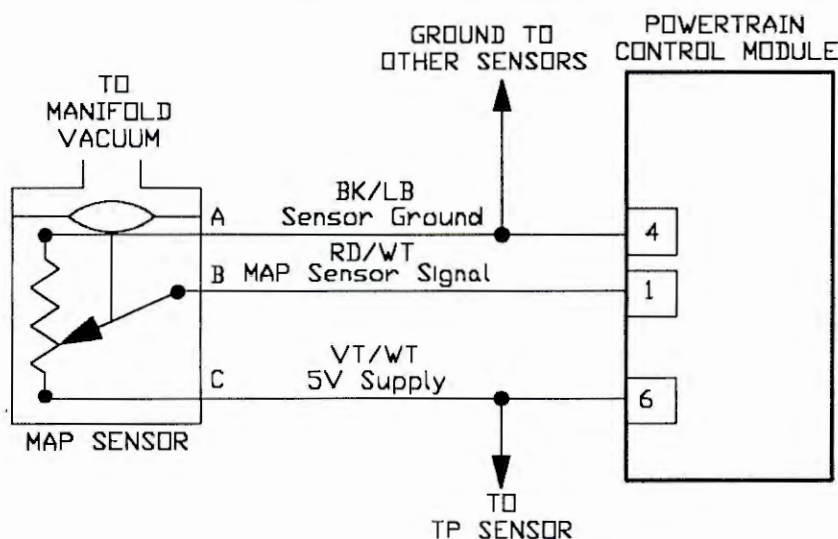 POWERTRAIN
CONTROL MODULE
GROUND TO
OTHER SENSORS
TO
MANIFOLD
VACUUM
A
BK/LB
Sensor Ground
4
B
RD/WT
MAP Sensor Signal
1
C
VT/WT
5V Supply
6
MAP SENSOR
TO
TP SENSOR